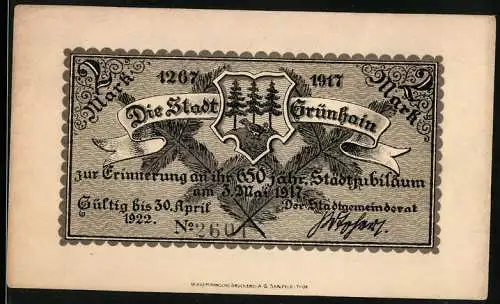 2 Mark 1267 1917 2 Mark
Die Stadt Grünhain
zur Erinnerung an ihr 650 jähr. Stadtjubiläum
am 3. Mai 1917.
Gültig bis 30. April
1922.
Der Stadtgemeinderat
No 2601